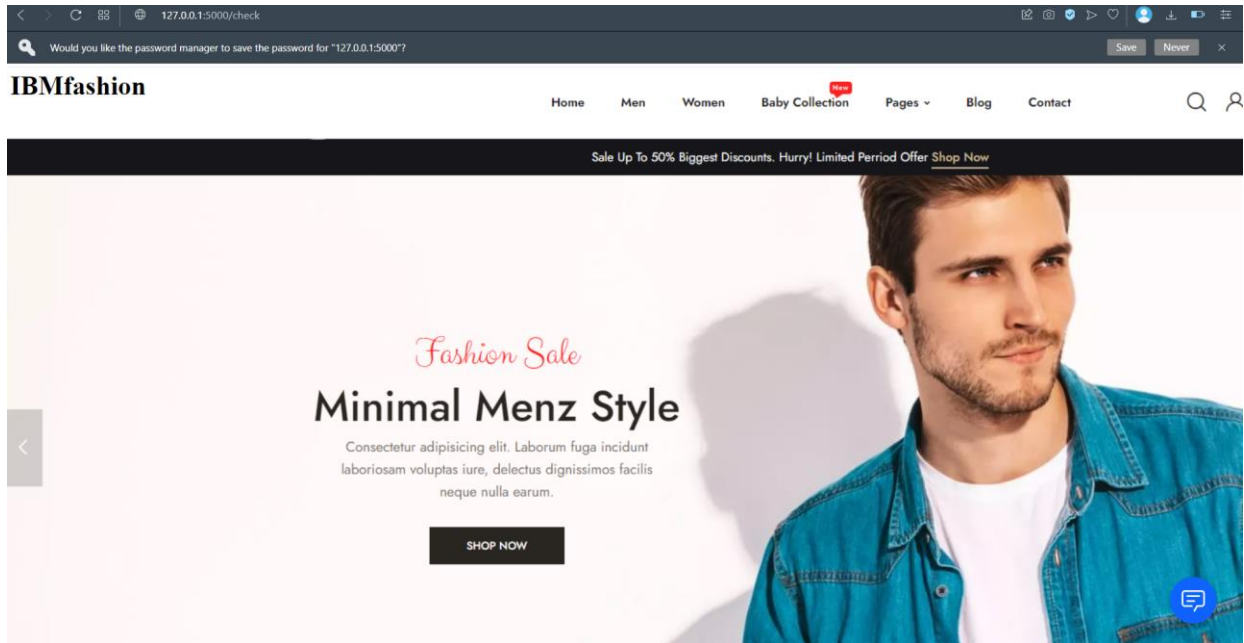 127.0.0.1:5000/check
Would you like the password manager to save the password for "127.0.0.1:5000"?
Save Never
IBMfashion
New
Home Men Women Baby Collection Pages Blog Contact
Sale Up To 50% Biggest Discounts. Hurry! Limited Perriod Offer Shop Now
Fashion Sale
Minimal Menz Style
Consectetur adipisicing elit. Laborum fuga incidunt
laboriosam voluptas iure, delectus dignissimos facilis
neque nulla earum.
SHOP NOW